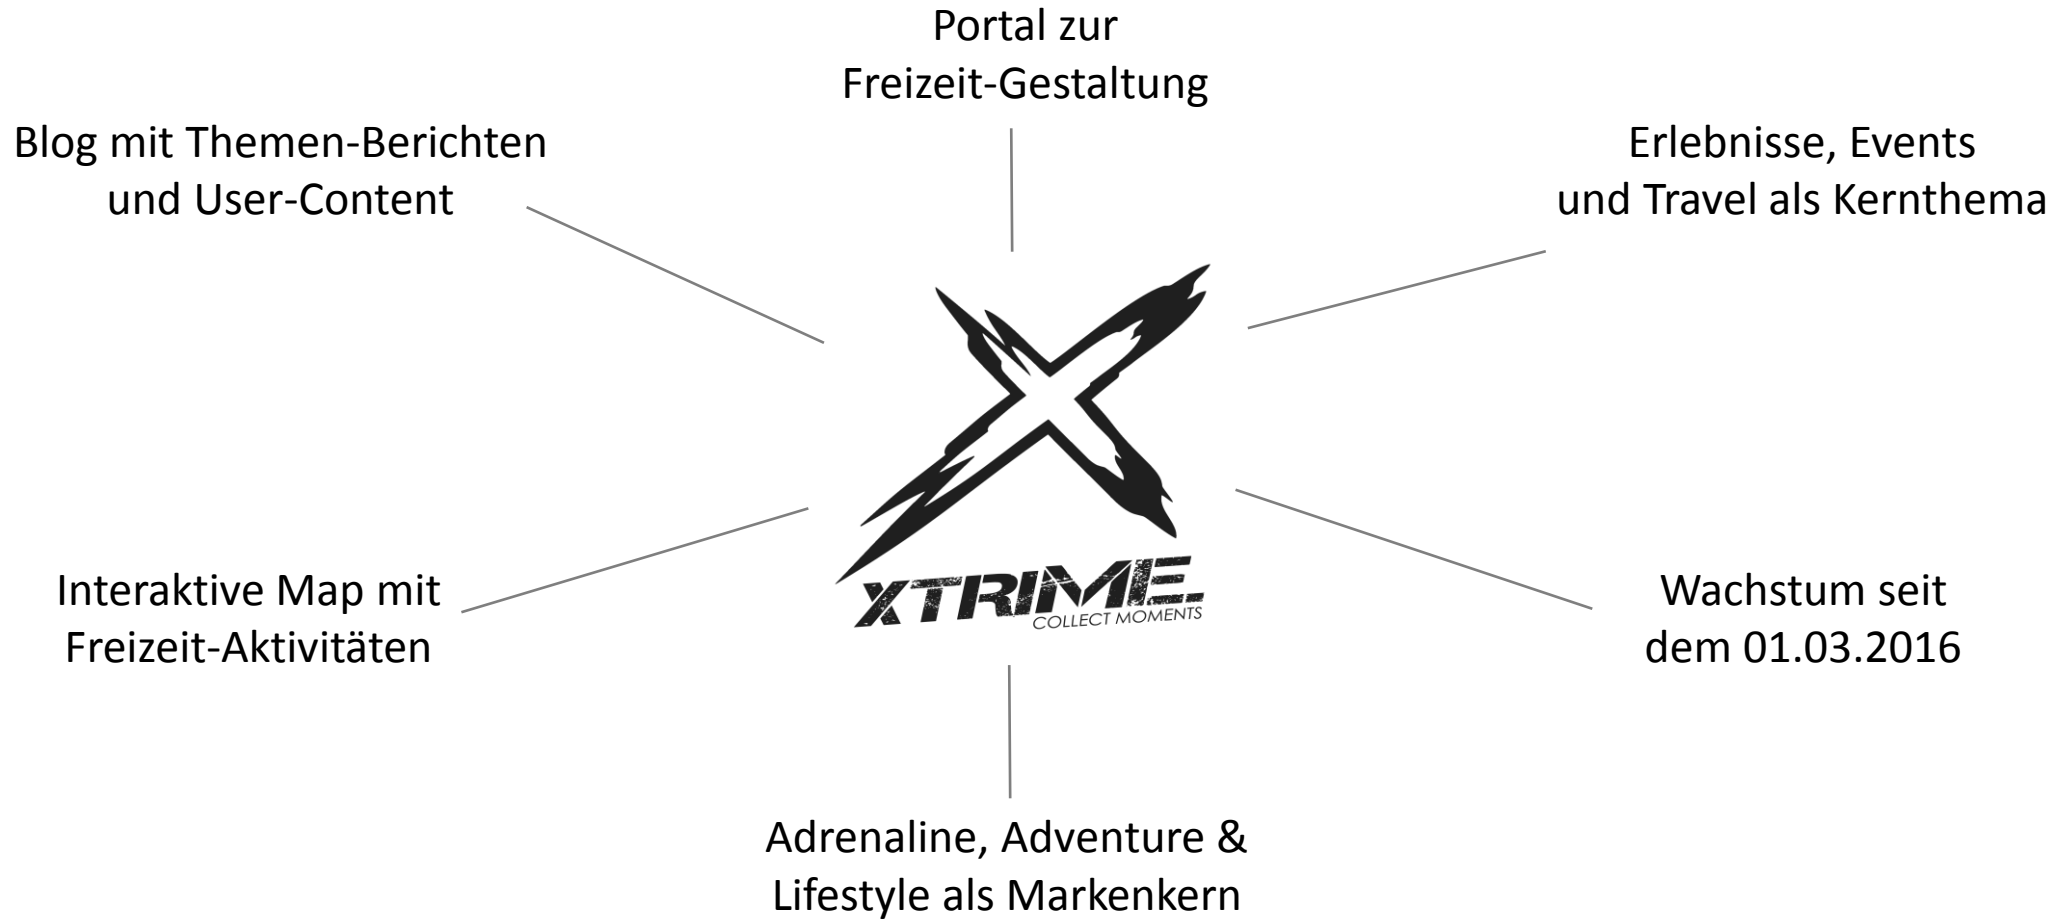 Portal zur
Freizeit-Gestaltung
Blog mit Themen-Berichten
und User-Content
Erlebnisse, Events
und Travel als Kernthema
XTRIME
COLLECT MOMENTS
Interaktive Map mit
Freizeit-Aktivitäten
Wachstum seit
dem 01.03.2016
Adrenaline, Adventure &
Lifestyle als Markenkern